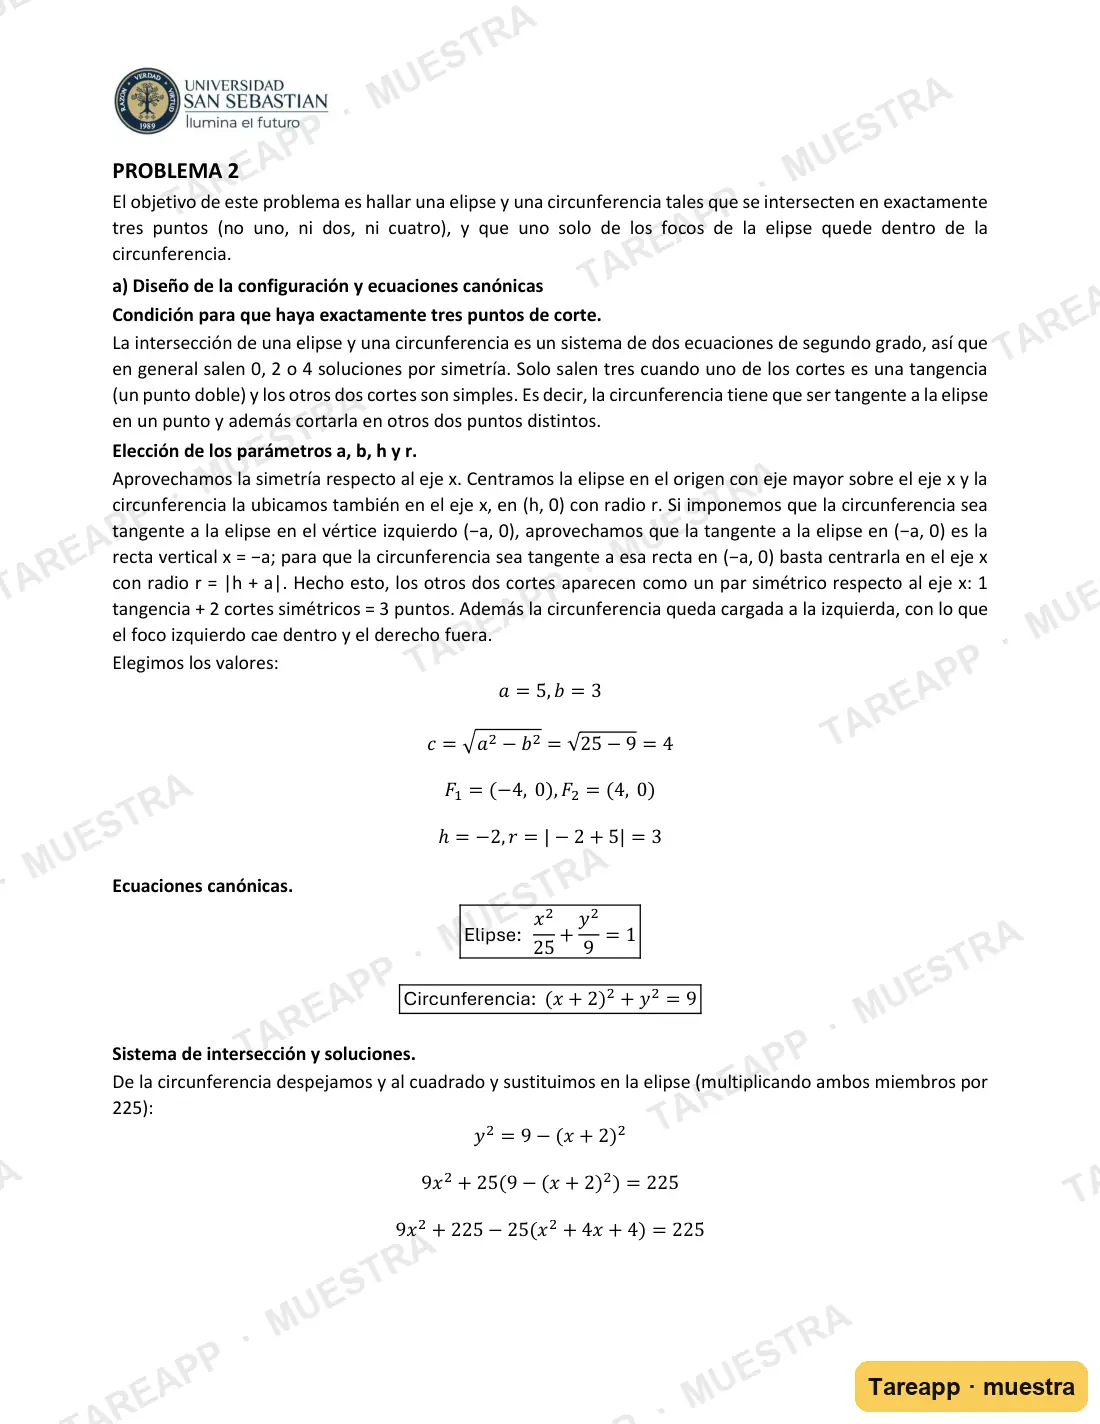 UNIVERSIDAD
SAN SEBASTIAN
Ilumina el futuro
VERDAD
RAZON
VIRTUD
1989
PROBLEMA 2
El objetivo de este problema es hallar una elipse y una circunferencia tales que se intersecten en exactamente
tres puntos (no uno, ni dos, ni cuatro), y que uno solo de los focos de la elipse quede dentro de la
circunferencia.
a) Diseño de la configuración y ecuaciones canónicas
Condición para que haya exactamente tres puntos de corte.
La intersección de una elipse y una circunferencia es un sistema de dos ecuaciones de segundo grado, así que
en general salen 0, 2 o 4 soluciones por simetría. Solo salen tres cuando uno de los cortes es una tangencia
(un punto doble) y los otros dos cortes son simples. Es decir, la circunferencia tiene que ser tangente a la elipse
en un punto y además cortarla en otros dos puntos distintos.
Elección de los parámetros a, b, h y r.
Aprovechamos la simetría respecto al eje x. Centramos la elipse en el origen con eje mayor sobre el eje x y la
circunferencia la ubicamos también en el eje x, en (h, 0) con radio r. Si imponemos que la circunferencia sea
tangente a la elipse en el vértice izquierdo (−a, 0), aprovechamos que la tangente a la elipse en (−a, 0) es la
recta vertical x = −a; para que la circunferencia sea tangente a esa recta en (−a, 0) basta centrarla en el eje x
con radio r = |h + a|. Hecho esto, los otros dos cortes aparecen como un par simétrico respecto al eje x: 1
tangencia + 2 cortes simétricos = 3 puntos. Además la circunferencia queda cargada a la izquierda, con lo que
el foco izquierdo cae dentro y el derecho fuera.
Elegimos los valores:
a = 5, b = 3
c = √(a² − b²) = √(25 − 9) = 4
F₁ = (−4, 0), F₂ = (4, 0)
h = −2, r = | − 2 + 5| = 3
Ecuaciones canónicas.
Elipse: x²/25 + y²/9 = 1
Circunferencia: (x + 2)² + y² = 9
Sistema de intersección y soluciones.
De la circunferencia despejamos y al cuadrado y sustituimos en la elipse (multiplicando ambos miembros por
225):
y² = 9 − (x + 2)²
9x² + 25(9 − (x + 2)²) = 225
9x² + 225 − 25(x² + 4x + 4) = 225
TAREAPP · MUESTRA
Tareapp · muestra